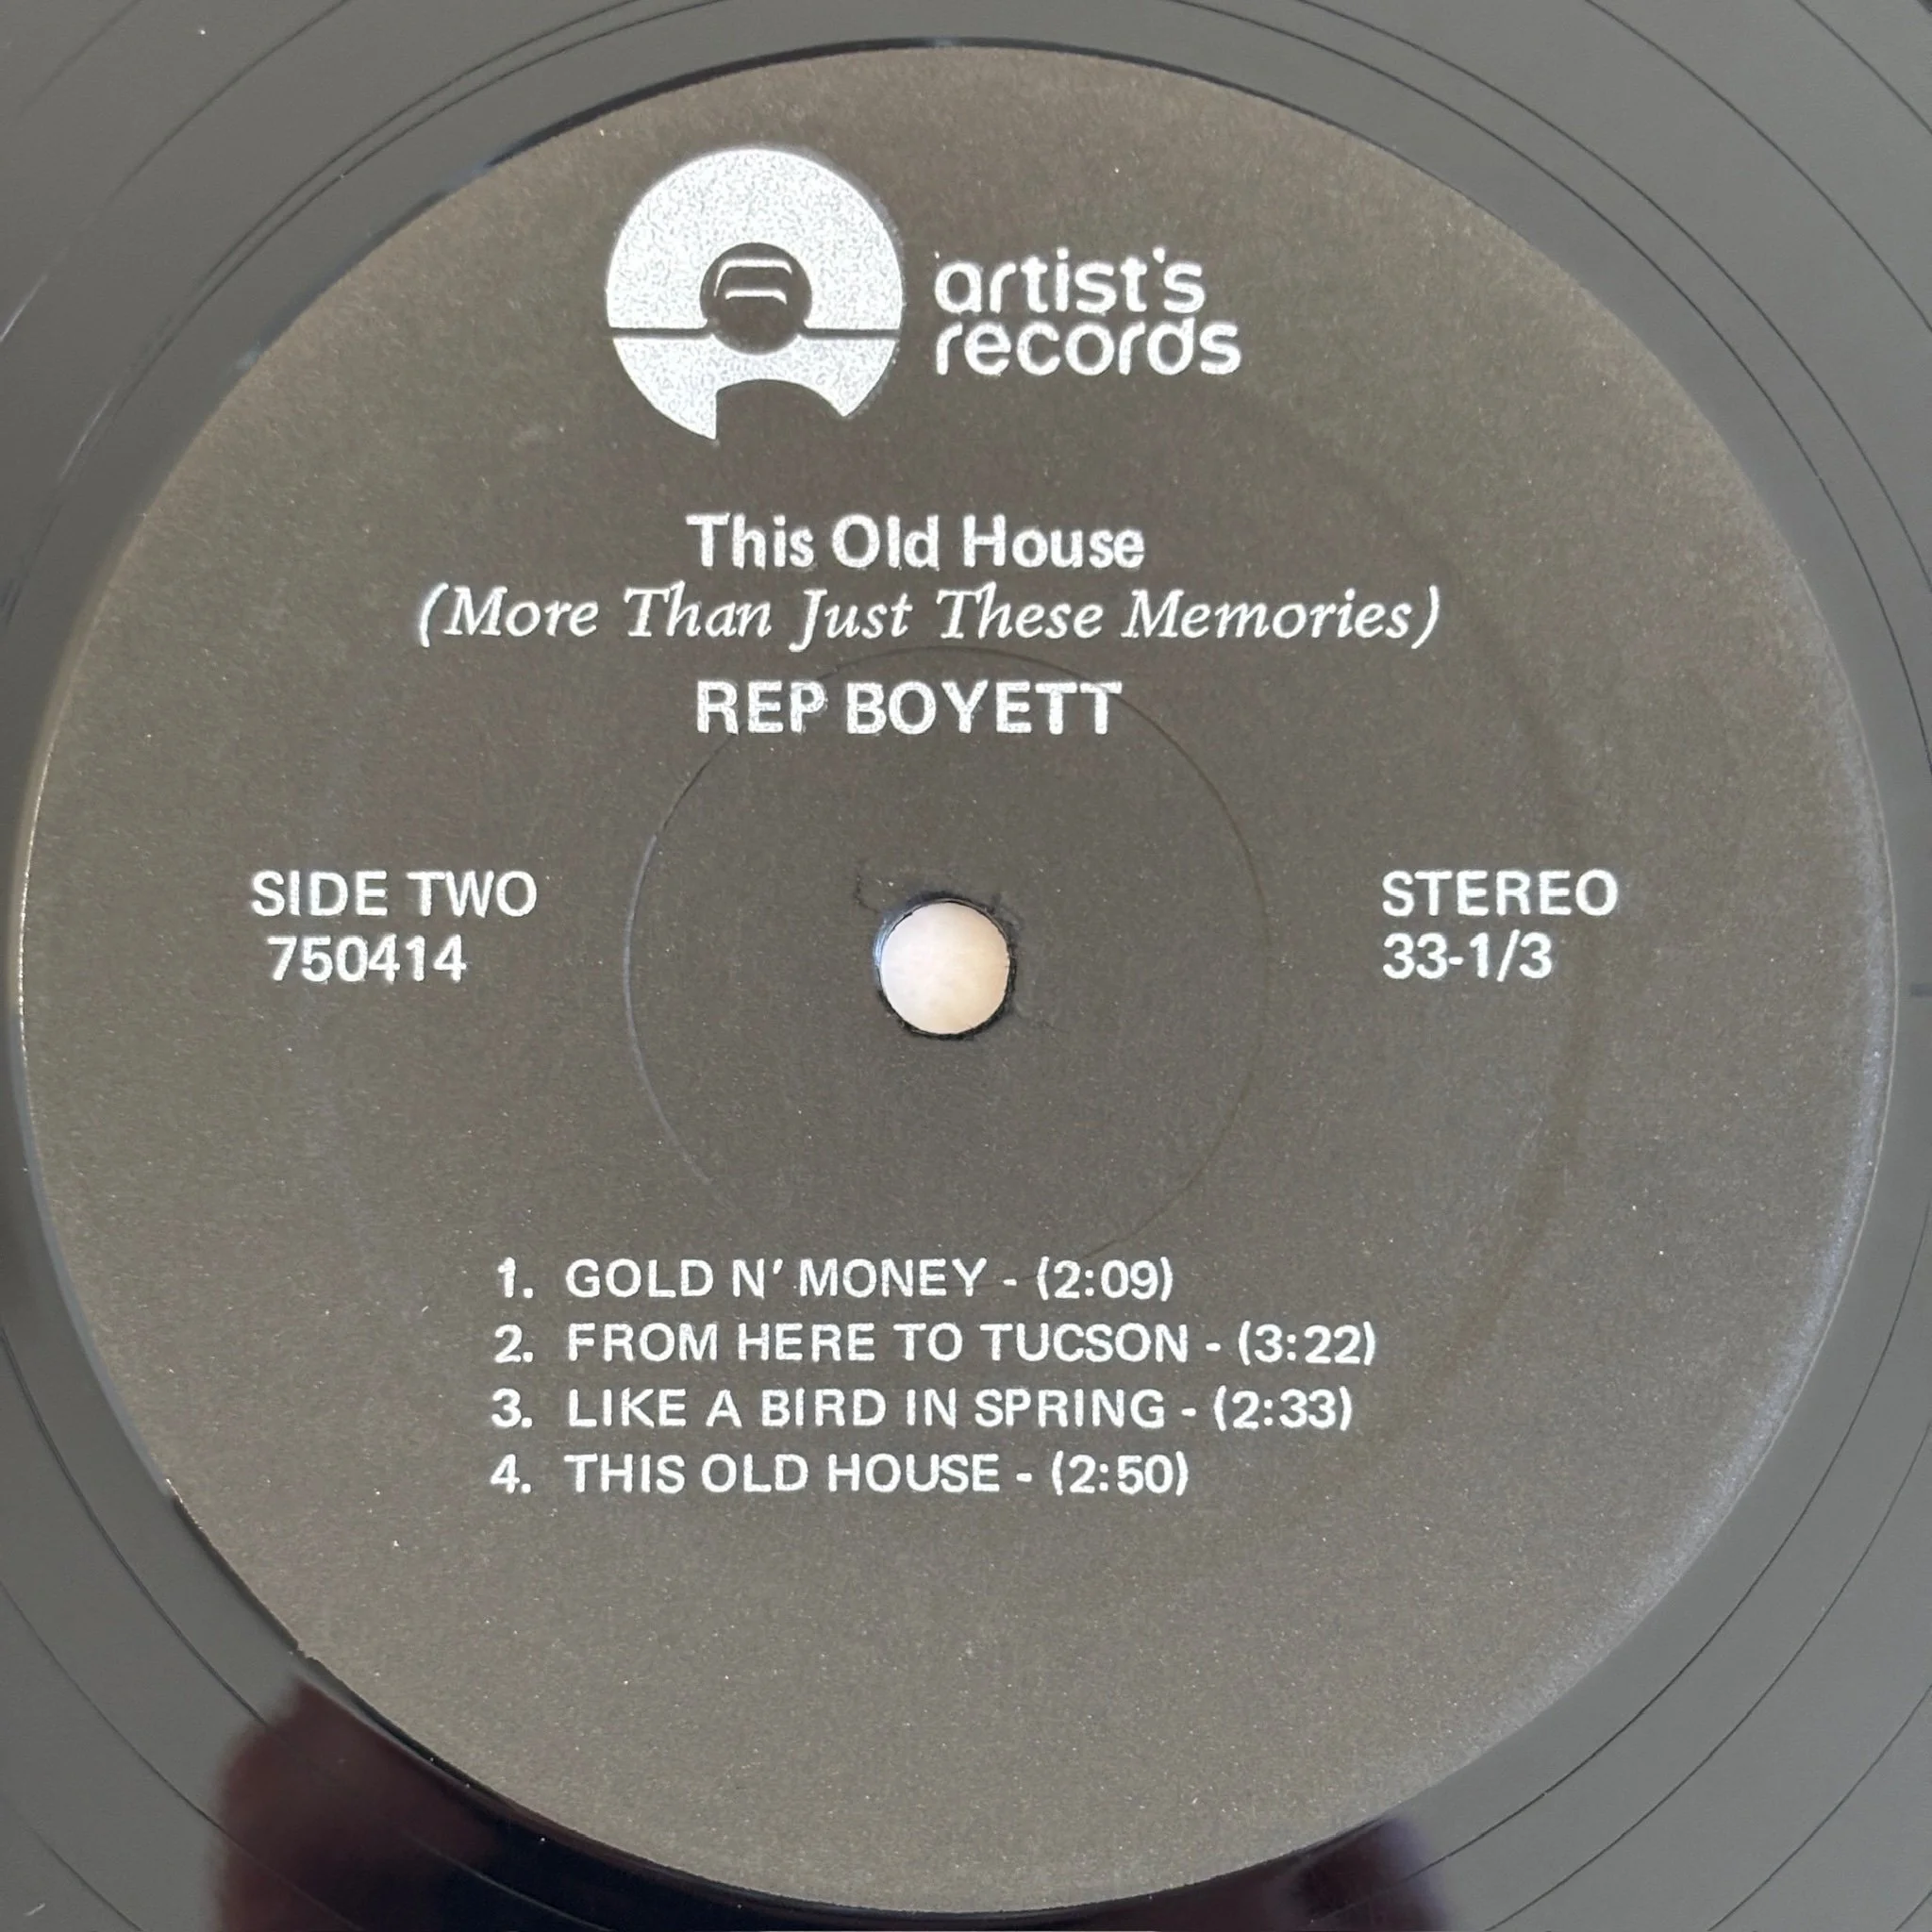 artist's
records
This Old House
(More Than Just These Memories)
REP BOYETT
SIDE TWO
750414
STEREO
33-1/3
1. GOLD N' MONEY - (2:09)
2. FROM HERE TO TUCSON - (3:22)
3. LIKE A BIRD IN SPRING - (2:33)
4. THIS OLD HOUSE - (2:50)